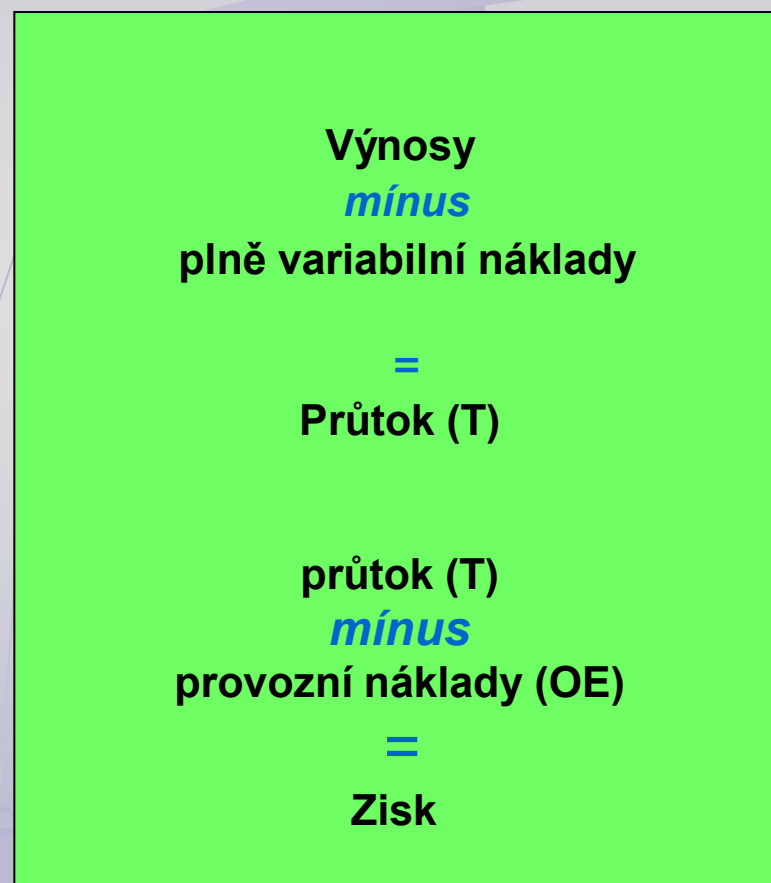 Výnosy
mínus
plně variabilní náklady
=
Průtok (T)
průtok (T)
mínus
provozní náklady (OE)
=
Zisk